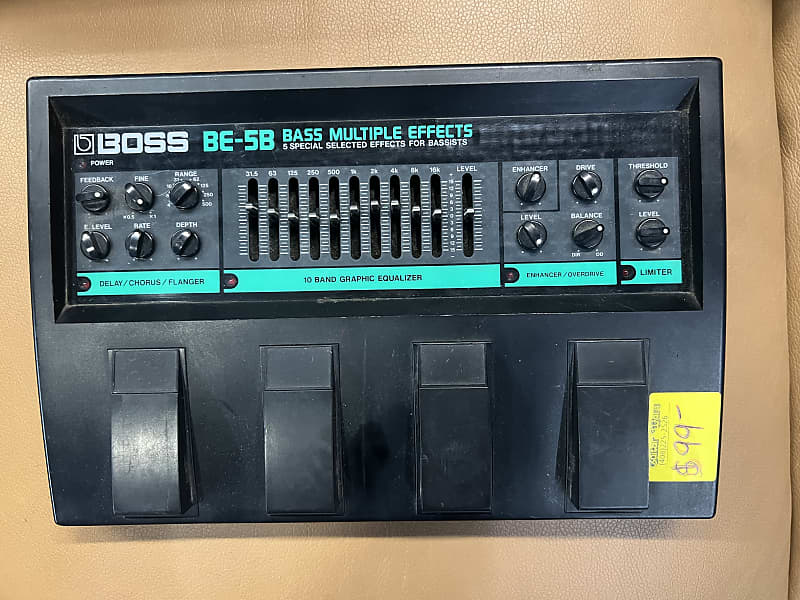 BOSS BE-5B BASS MULTIPLE EFFECTS
5 SPECIAL SELECTED EFFECTS FOR BASSISTS
POWER
FEEDBACK FINE RANGE
E. LEVEL RATE DEPTH
DELAY/CHORUS/FLANGER
31.5 63 125 250 500 1k 2k 4k 8k 16k LEVEL
10 BAND GRAPHIC EQUALIZER
ENHANCER DRIVE
LEVEL BALANCE
DIR OD
ENHANCER/OVERDRIVE
THRESHOLD
LEVEL
LIMITER
$99-